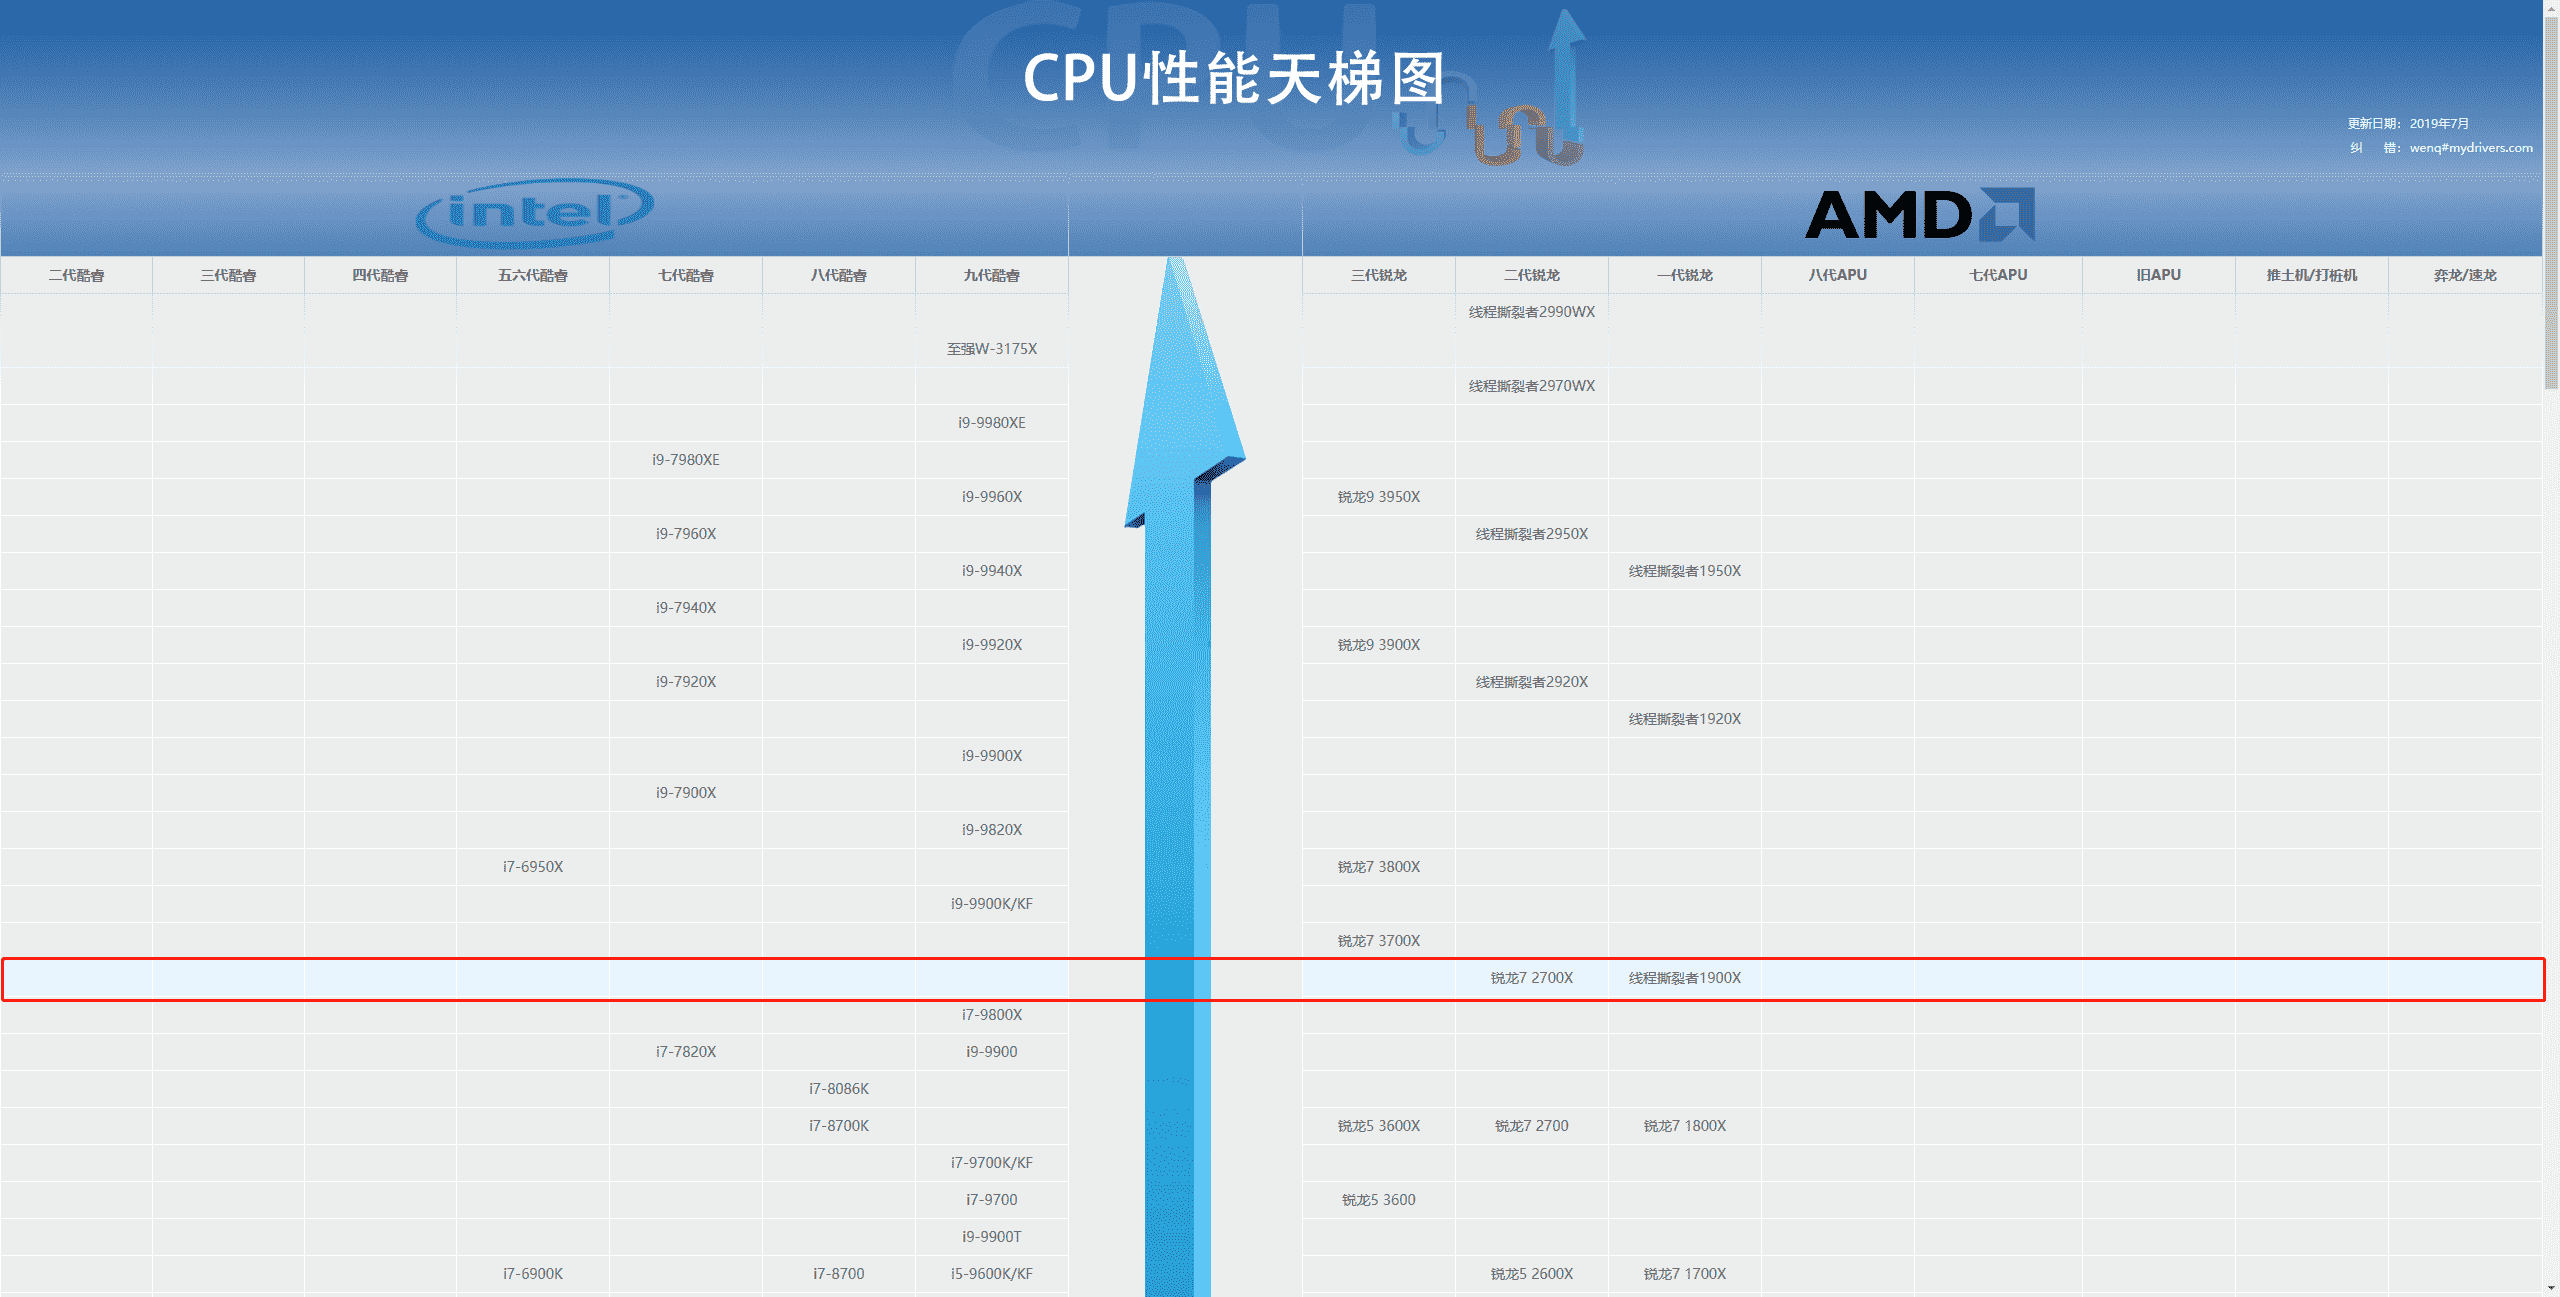 CPU性能天梯图
更新日期：2019年7月
纠 错：wenq#mydrivers.com
intel AMD
二代酷睿 三代酷睿 四代酷睿 五六代酷睿 七代酷睿 八代酷睿 九代酷睿 三代锐龙 二代锐龙 一代锐龙 八代APU 七代APU 旧APU 推土机/打桩机 弈龙/速龙
线程撕裂者2990WX
至强W-3175X
线程撕裂者2970WX
i9-9980XE
i9-7980XE
i9-9960X 锐龙9 3950X
i9-7960X 线程撕裂者2950X
i9-9940X 线程撕裂者1950X
i9-7940X
i9-9920X 锐龙9 3900X
i9-7920X 线程撕裂者2920X
线程撕裂者1920X
i9-9900X
i9-7900X
i9-9820X
i7-6950X 锐龙7 3800X
i9-9900K/KF
锐龙7 3700X
锐龙7 2700X 线程撕裂者1900X
i7-9800X
i7-7820X i9-9900
i7-8086K
i7-8700K 锐龙5 3600X 锐龙7 2700 锐龙7 1800X
i7-9700K/KF
i7-9700 锐龙5 3600
i9-9900T
i7-6900K i7-8700 i5-9600K/KF 锐龙5 2600X 锐龙7 1700X